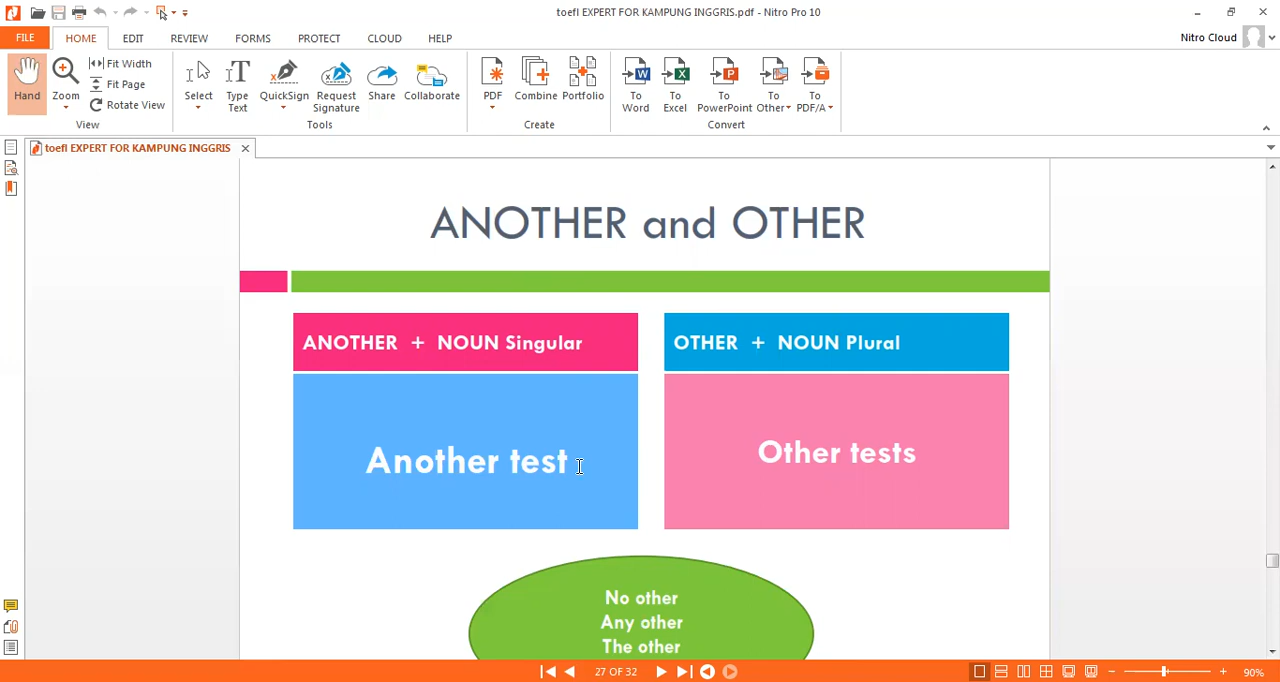 toefl EXPERT FOR KAMPUNG INGGRIS.pdf - Nitro Pro 10
FILE HOME EDIT REVIEW FORMS PROTECT CLOUD HELP Nitro Cloud
Hand
Zoom
Fit Width
Fit Page
Rotate View
View
Select
Type Text
QuickSign
Request Signature
Share
Collaborate
Tools
PDF
Combine
Portfolio
Create
To Word
To Excel
To PowerPoint
To Other
To PDF/A
Convert
toefl EXPERT FOR KAMPUNG INGGRIS
ANOTHER and OTHER
ANOTHER + NOUN Singular
Another test
OTHER + NOUN Plural
Other tests
No other
Any other
The other
27 OF 32
90%